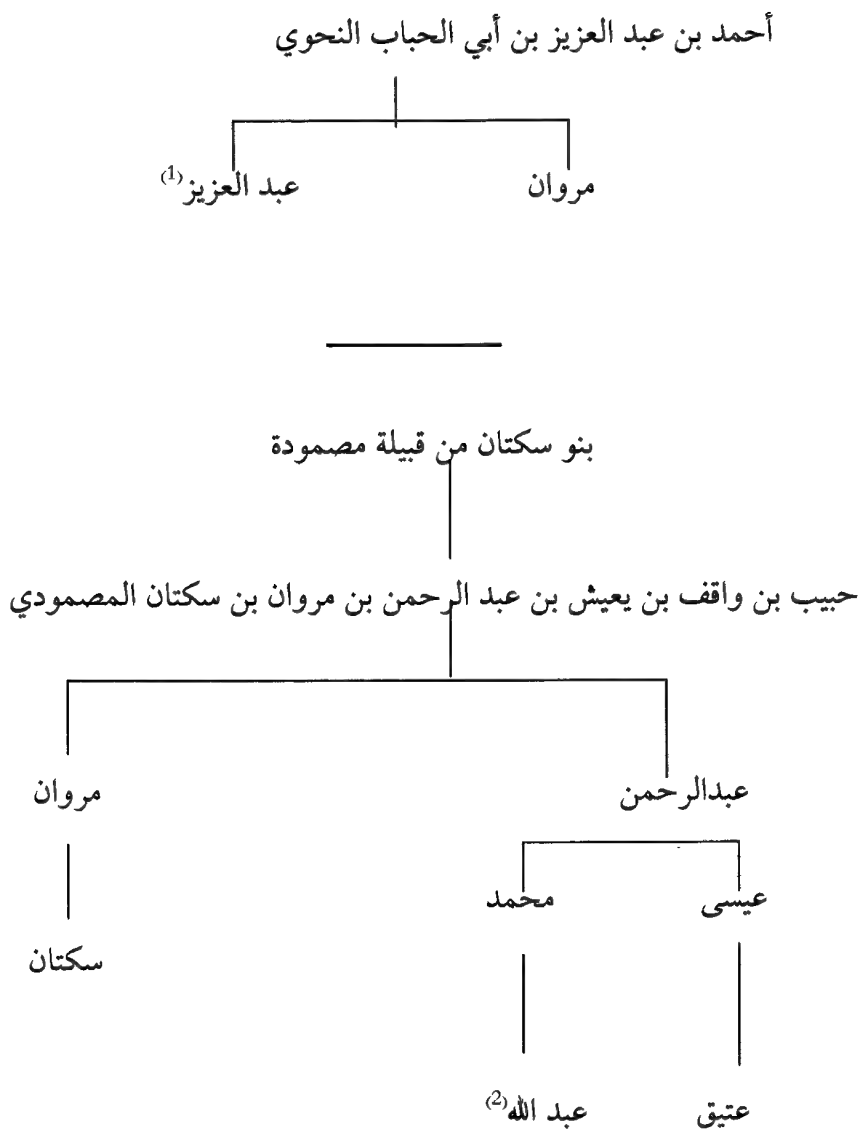 أحمد بن عبد العزيز بن أبي الحباب النحوي
مروان
عبد العزيز(1)
بنو سكتان من قبيلة مصمودة
حبيب بن واقف بن يعيش بن عبد الرحمن بن مروان بن سكتان المصمودي
عبدالرحمن
مروان
عيسى
محمد
سكتان
عتيق
عبد الله(2)